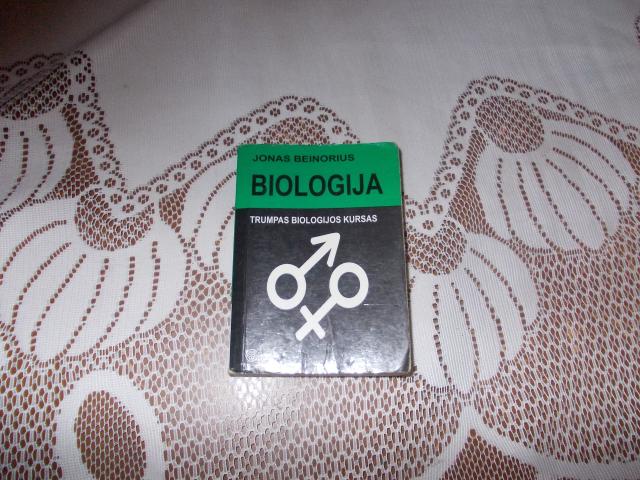 JONAS BEINORIUS
BIOLOGIJA
TRUMPAS BIOLOGIJOS KURSAS